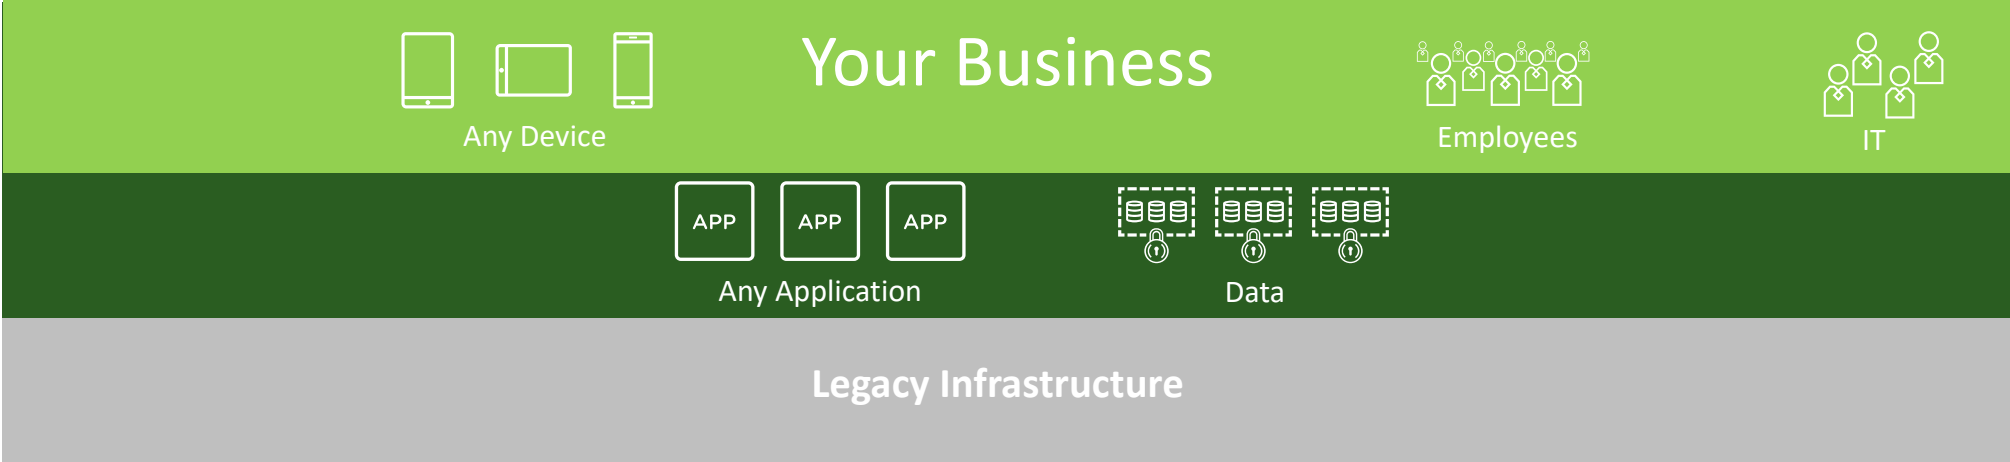 Your Business
Any Device
Employees
IT
APP APP APP
Any Application
Data
Legacy Infrastructure